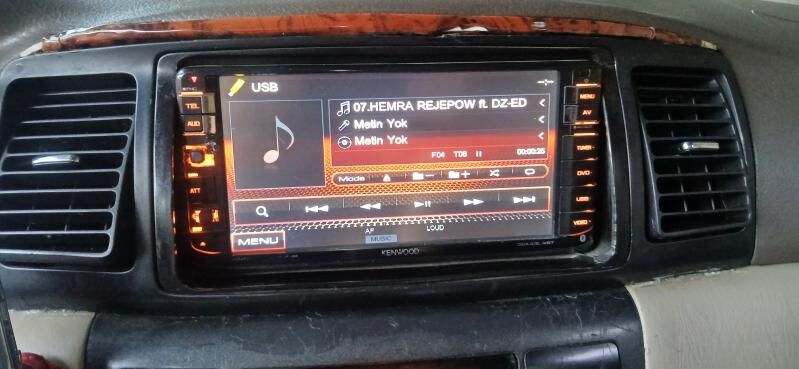 USB
07.HEMRA REJEPOW ft. DZ-ED
Metin Yok
Metin Yok
F04 T08 00:00:25
Mode
MENU
AF LOUD
MUSIC
KENWOOD
TEL
AUD
ATT
MENU
AV
TUNER
DVD
USB
VIDEO